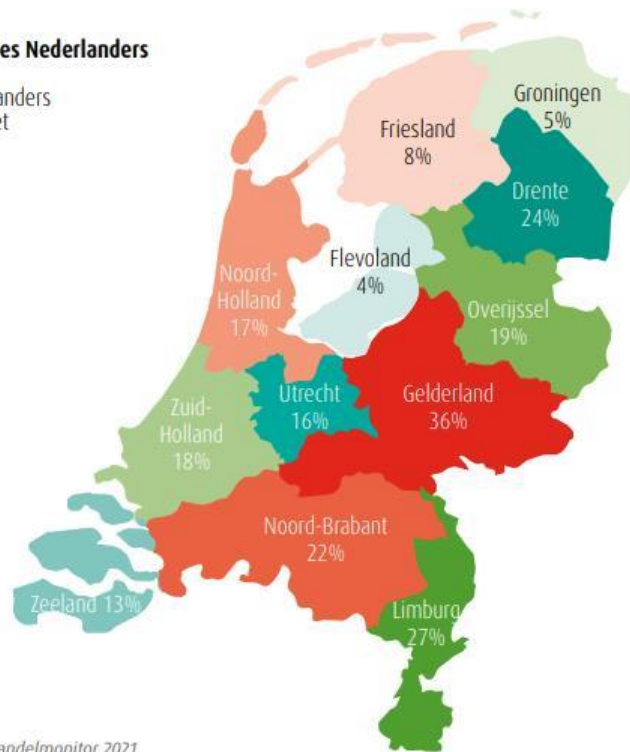 es Nederlanders
anders
et
Groningen
5%
Friesland
8%
Drente
24%
Flevoland
4%
Noord-
Holland
17%
Overijssel
19%
Utrecht
16%
Gelderland
36%
Zuid-
Holland
18%
Noord-Brabant
22%
Zeeland 13%
Limburg
27%
andelmonitor 2021